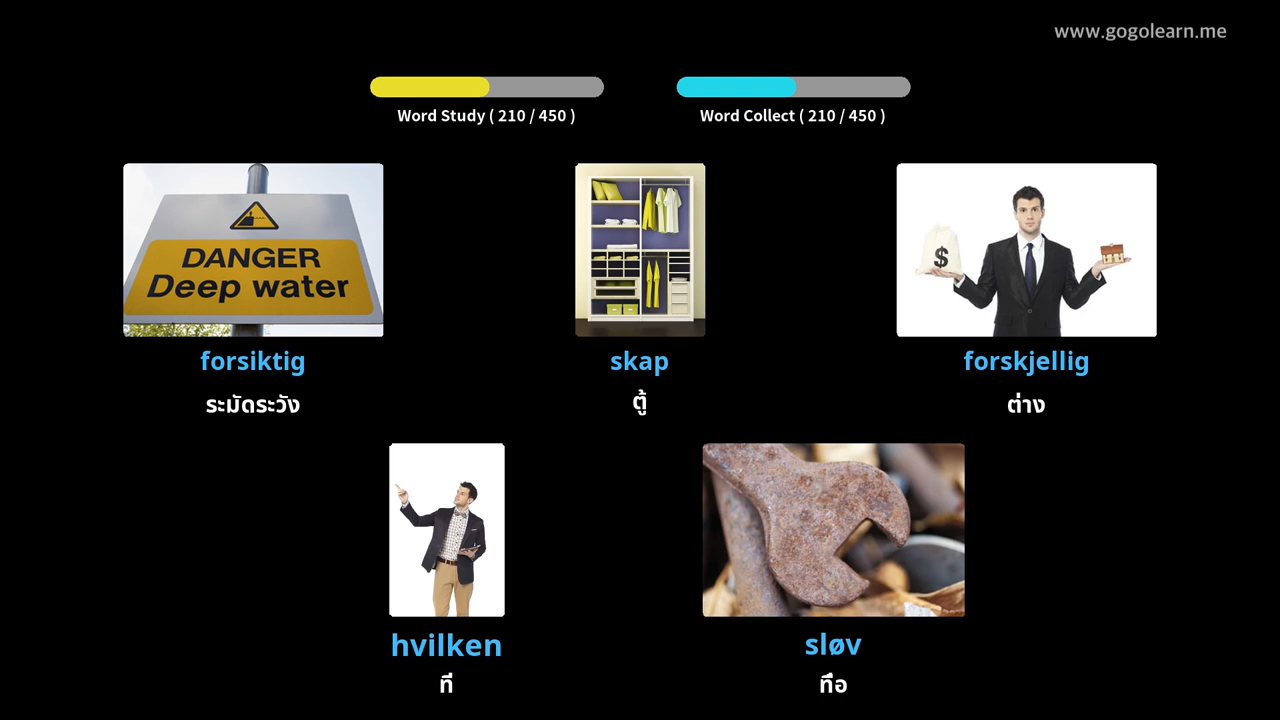 www.gogolearn.me
Word Study ( 210 / 450 )
Word Collect ( 210 / 450 )
DANGER
Deep water
$
forsiktig
skap
forskjellig
ระมัดระวัง
ตู้
ต่าง
hvilken
sløv
ที่
ทื่อ